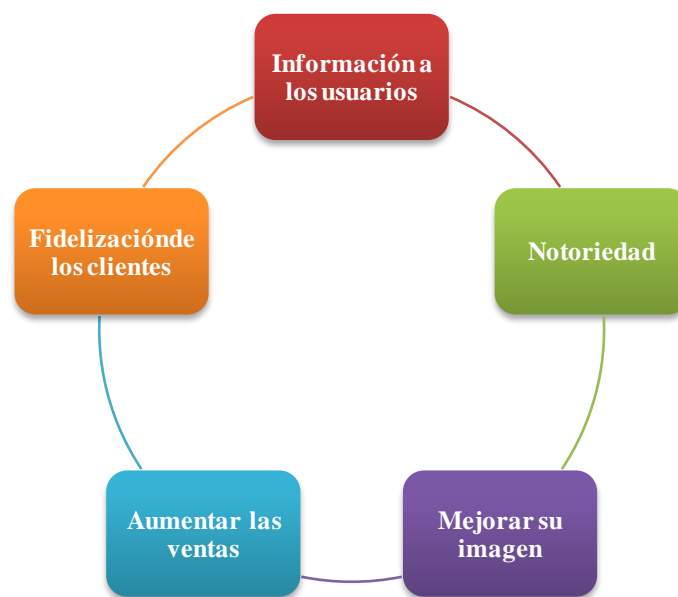 Información a
los usuarios
Notoriedad
Mejorar su
imagen
Aumentar las
ventas
Fidelizaciónde
los clientes